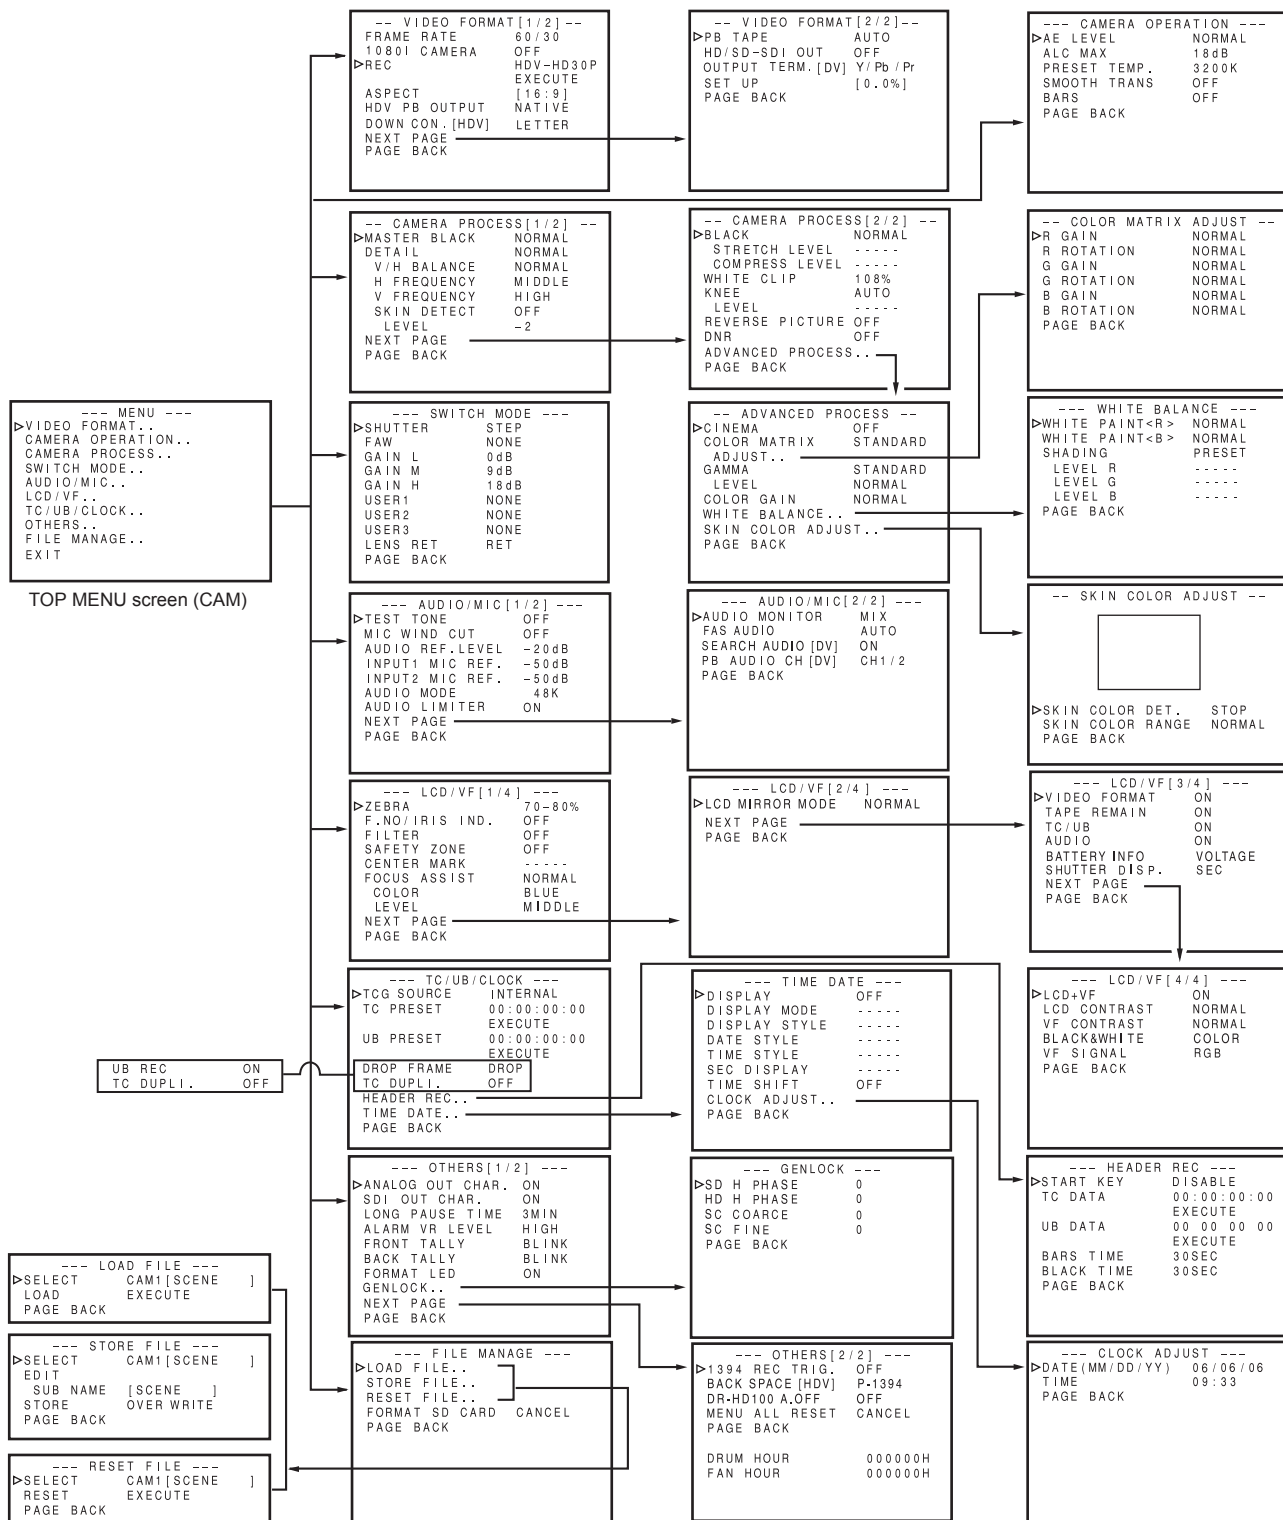 -- VIDEO FORMAT[1/2] --
FRAME RATE 60/30
1080I CAMERA OFF
REC HDV-HD30P
EXECUTE
ASPECT [16:9]
HDV PB OUTPUT NATIVE
DOWN CON.[HDV] LETTER
NEXT PAGE
PAGE BACK
-- VIDEO FORMAT[2/2]--
PB TAPE AUTO
HD/SD-SDI OUT OFF
OUTPUT TERM.[DV] Y/Pb/Pr
SET UP [0.0%]
PAGE BACK
--- CAMERA OPERATION ---
AE LEVEL NORMAL
ALC MAX 18dB
PRESET TEMP. 3200K
SMOOTH TRANS OFF
BARS OFF
PAGE BACK
-- CAMERA PROCESS[1/2] --
MASTER BLACK NORMAL
DETAIL NORMAL
V/H BALANCE NORMAL
H FREQUENCY MIDDLE
V FREQUENCY HIGH
SKIN DETECT OFF
LEVEL -2
NEXT PAGE
PAGE BACK
-- CAMERA PROCESS[2/2] --
BLACK NORMAL
STRETCH LEVEL -----
COMPRESS LEVEL -----
WHITE CLIP 108%
KNEE AUTO
LEVEL -----
REVERSE PICTURE OFF
DNR OFF
ADVANCED PROCESS..
PAGE BACK
-- COLOR MATRIX ADJUST --
R GAIN NORMAL
R ROTATION NORMAL
G GAIN NORMAL
G ROTATION NORMAL
B GAIN NORMAL
B ROTATION NORMAL
PAGE BACK
--- MENU ---
VIDEO FORMAT..
CAMERA OPERATION..
CAMERA PROCESS..
SWITCH MODE..
AUDIO/MIC..
LCD/VF..
TC/UB/CLOCK..
OTHERS..
FILE MANAGE..
EXIT
TOP MENU screen (CAM)
--- SWITCH MODE ---
SHUTTER STEP
FAW NONE
GAIN L 0dB
GAIN M 9dB
GAIN H 18dB
USER1 NONE
USER2 NONE
USER3 NONE
LENS RET RET
PAGE BACK
-- ADVANCED PROCESS --
CINEMA OFF
COLOR MATRIX STANDARD
ADJUST..
GAMMA STANDARD
LEVEL NORMAL
COLOR GAIN NORMAL
WHITE BALANCE..
SKIN COLOR ADJUST..
PAGE BACK
--- WHITE BALANCE ---
WHITE PAINT<R> NORMAL
WHITE PAINT<B> NORMAL
SHADING PRESET
LEVEL R -----
LEVEL G -----
LEVEL B -----
PAGE BACK
--- AUDIO/MIC[1/2] ---
TEST TONE OFF
MIC WIND CUT OFF
AUDIO REF.LEVEL -20dB
INPUT1 MIC REF. -50dB
INPUT2 MIC REF. -50dB
AUDIO MODE 48K
AUDIO LIMITER ON
NEXT PAGE
PAGE BACK
--- AUDIO/MIC[2/2] ---
AUDIO MONITOR MIX
FAS AUDIO AUTO
SEARCH AUDIO [DV] ON
PB AUDIO CH [DV] CH1/2
PAGE BACK
-- SKIN COLOR ADJUST --
SKIN COLOR DET. STOP
SKIN COLOR RANGE NORMAL
PAGE BACK
--- LCD/VF[1/4] ---
ZEBRA 70-80%
F.NO/IRIS IND. OFF
FILTER OFF
SAFETY ZONE OFF
CENTER MARK -----
FOCUS ASSIST NORMAL
COLOR BLUE
LEVEL MIDDLE
NEXT PAGE
PAGE BACK
--- LCD/VF[2/4] ---
LCD MIRROR MODE NORMAL
NEXT PAGE
PAGE BACK
--- LCD/VF[3/4] ---
VIDEO FORMAT ON
TAPE REMAIN ON
TC/UB ON
AUDIO ON
BATTERY INFO VOLTAGE
SHUTTER DISP. SEC
NEXT PAGE
PAGE BACK
--- TC/UB/CLOCK ---
TCG SOURCE INTERNAL
TC PRESET 00:00:00:00
EXECUTE
UB PRESET 00:00:00:00
EXECUTE
DROP FRAME DROP
TC DUPLI. OFF
HEADER REC..
TIME DATE..
PAGE BACK
UB REC ON
TC DUPLI. OFF
--- TIME DATE ---
DISPLAY OFF
DISPLAY MODE -----
DISPLAY STYLE -----
DATE STYLE -----
TIME STYLE -----
SEC DISPLAY -----
TIME SHIFT OFF
CLOCK ADJUST..
PAGE BACK
--- LCD/VF[4/4] ---
LCD+VF ON
LCD CONTRAST NORMAL
VF CONTRAST NORMAL
BLACK&WHITE COLOR
VF SIGNAL RGB
PAGE BACK
--- OTHERS[1/2] ---
ANALOG OUT CHAR. ON
SDI OUT CHAR. ON
LONG PAUSE TIME 3MIN
ALARM VR LEVEL HIGH
FRONT TALLY BLINK
BACK TALLY BLINK
FORMAT LED ON
GENLOCK..
NEXT PAGE
PAGE BACK
--- GENLOCK ---
SD H PHASE 0
HD H PHASE 0
SC COARCE 0
SC FINE 0
PAGE BACK
--- HEADER REC ---
START KEY DISABLE
TC DATA 00:00:00:00
EXECUTE
UB DATA 00 00 00 00
EXECUTE
BARS TIME 30SEC
BLACK TIME 30SEC
PAGE BACK
--- LOAD FILE ---
SELECT CAM1[SCENE ]
LOAD EXECUTE
PAGE BACK
--- STORE FILE ---
SELECT CAM1[SCENE ]
EDIT
SUB NAME [SCENE ]
STORE OVER WRITE
PAGE BACK
--- RESET FILE ---
SELECT CAM1[SCENE ]
RESET EXECUTE
PAGE BACK
--- FILE MANAGE ---
LOAD FILE..
STORE FILE..
RESET FILE..
FORMAT SD CARD CANCEL
PAGE BACK
--- OTHERS[2/2] ---
1394 REC TRIG. OFF
BACK SPACE [HDV] P-1394
DR-HD100 A.OFF OFF
MENU ALL RESET CANCEL
PAGE BACK
DRUM HOUR 000000H
FAN HOUR 000000H
--- CLOCK ADJUST ---
DATE(MM/DD/YY) 06/06/06
TIME 09:33
PAGE BACK